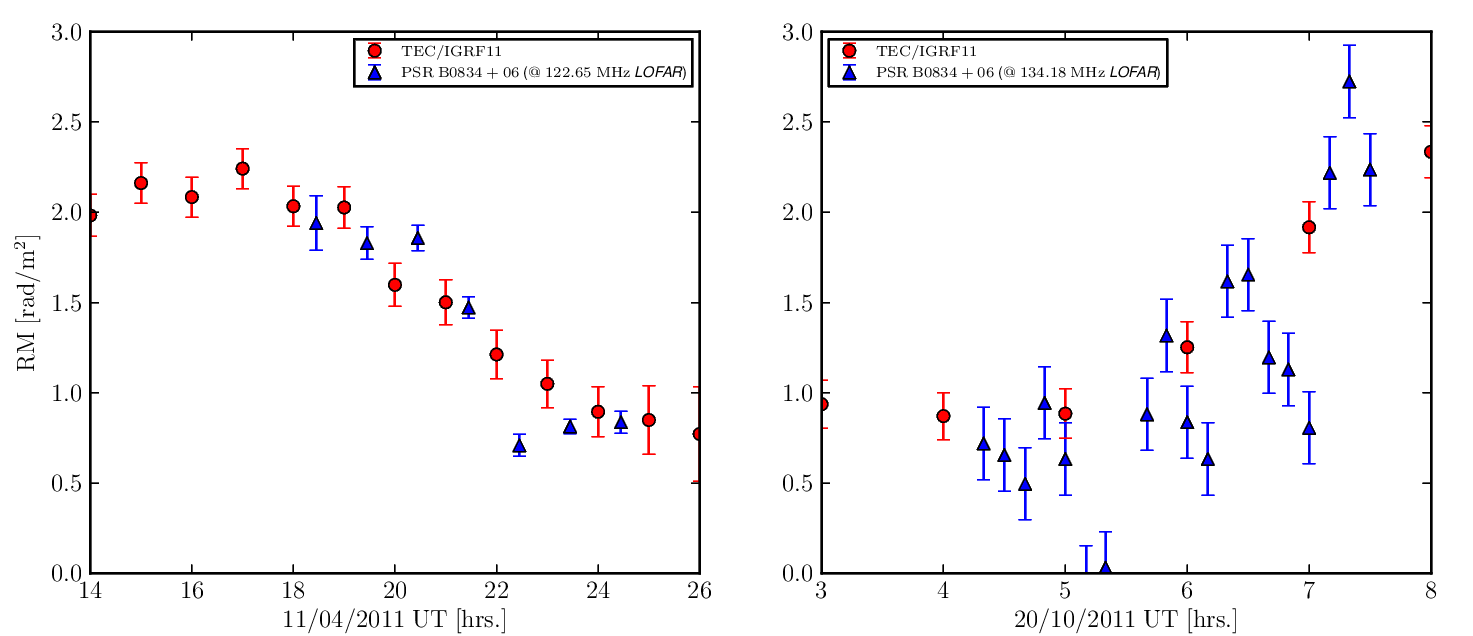 3.0
2.5
2.0
1.5
1.0
0.5
0.0
RM [rad/m²]
14 16 18 20 22 24 26
11/04/2011 UT [hrs.]
TEC/IGRF11
PSR B0834 + 06 (@ 122.65 MHz LOFAR)
3.0
2.5
2.0
1.5
1.0
0.5
0.0
3 4 5 6 7 8
20/10/2011 UT [hrs.]
TEC/IGRF11
PSR B0834 + 06 (@ 134.18 MHz LOFAR)